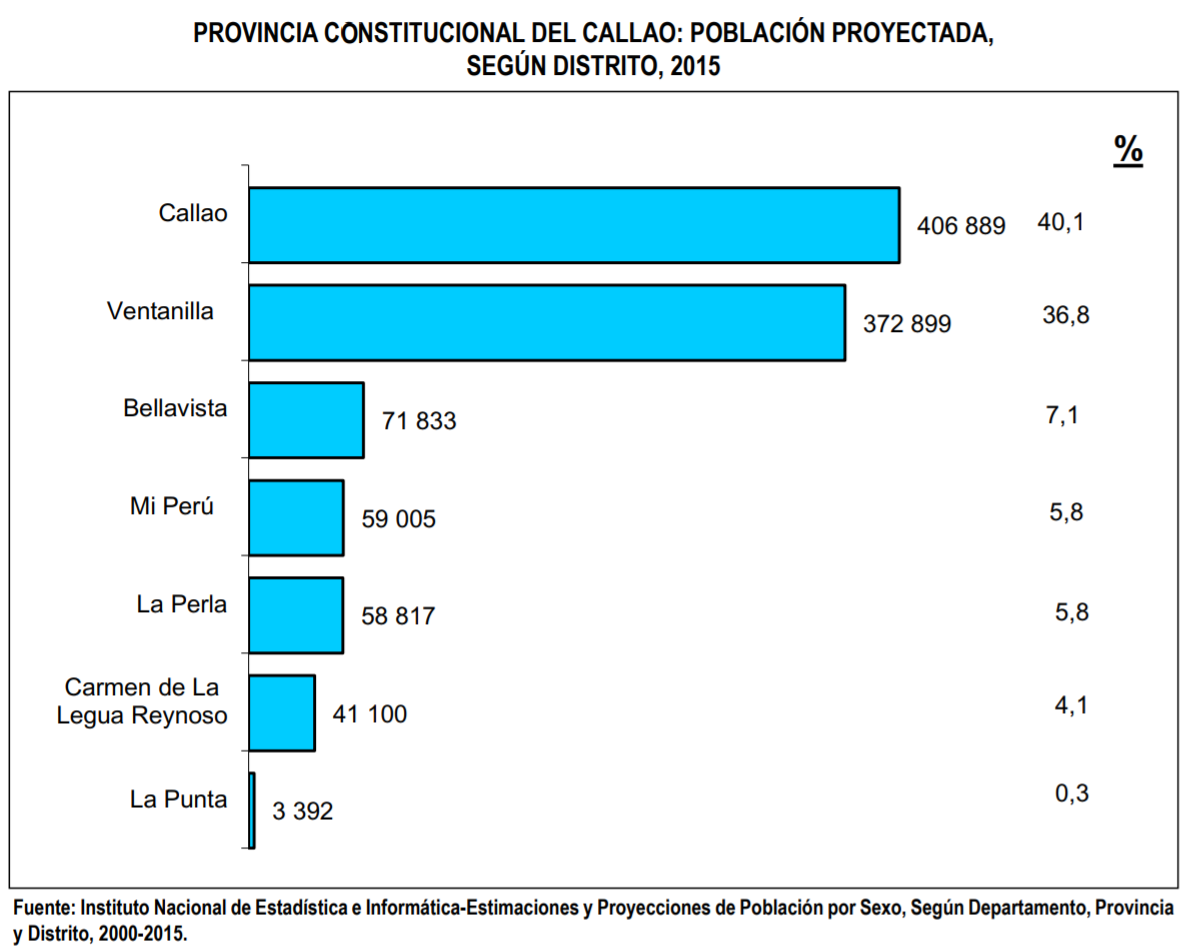 PROVINCIA CONSTITUCIONAL DEL CALLAO: POBLACIÓN PROYECTADA,
SEGÚN DISTRITO, 2015
%
Callao 406 889 40,1
Ventanilla 372 899 36,8
Bellavista 71 833 7,1
Mi Perú 59 005 5,8
La Perla 58 817 5,8
Carmen de La
Legua Reynoso 41 100 4,1
La Punta 3 392 0,3
Fuente: Instituto Nacional de Estadística e Informática-Estimaciones y Proyecciones de Población por Sexo, Según Departamento, Provincia
y Distrito, 2000-2015.